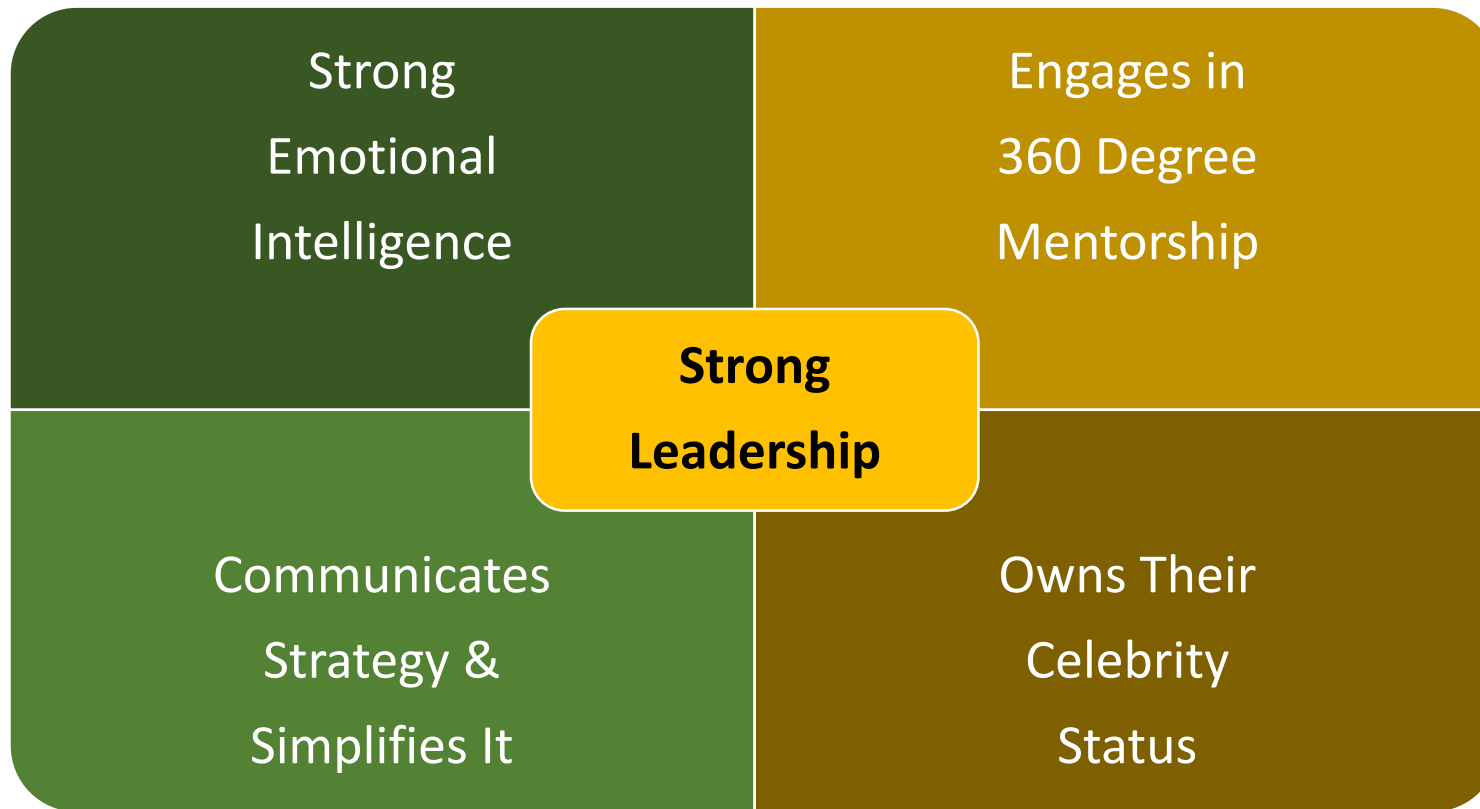 Strong
Emotional
Intelligence
Engages in
360 Degree
Mentorship
Strong
Leadership
Communicates
Strategy &
Simplifies It
Owns Their
Celebrity
Status